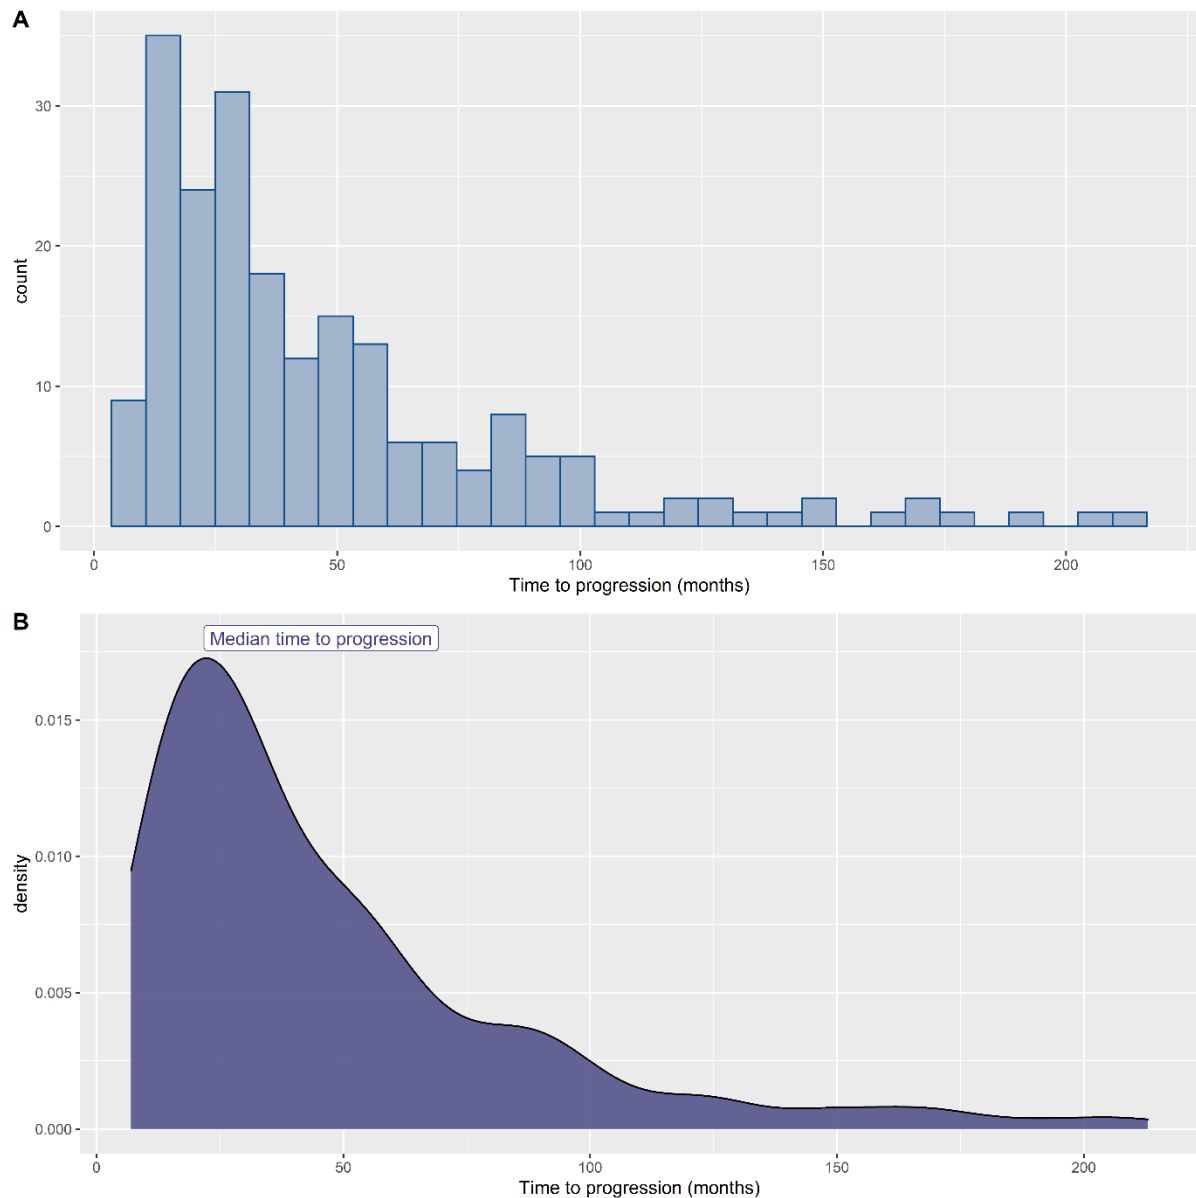 A
30
20
10
0
count
0 50 100 150 200
Time to progression (months)
B
Median time to progression
0.015
0.010
0.005
0.000
density
0 50 100 150 200
Time to progression (months)